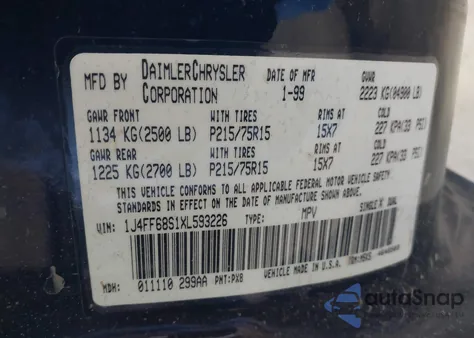 MFD BY DAIMLERCHRYSLER CORPORATION DATE OF MFR 1-99 GVWR 2223 KG(04900 LB)
GAWR FRONT WITH TIRES RIMS AT COLD
1134 KG(2500 LB) P215/75R15 15X7 227 KPA(33 PSI)
GAWR REAR WITH TIRES RIMS AT COLD
1225 KG(2700 LB) P215/75R15 15X7 227 KPA(33 PSI)
THIS VEHICLE CONFORMS TO ALL APPLICABLE FEDERAL MOTOR VEHICLE SAFETY
STANDARDS IN EFFECT ON THE DATE OF MANUFACTURE SHOWN ABOVE.
VIN: 1J4FF68S1XL593226 TYPE: MPV SINGLE X DUAL
MDH: 011110 299AA PNT:PX8 VEHICLE MADE IN U.S.A.
autoSnap